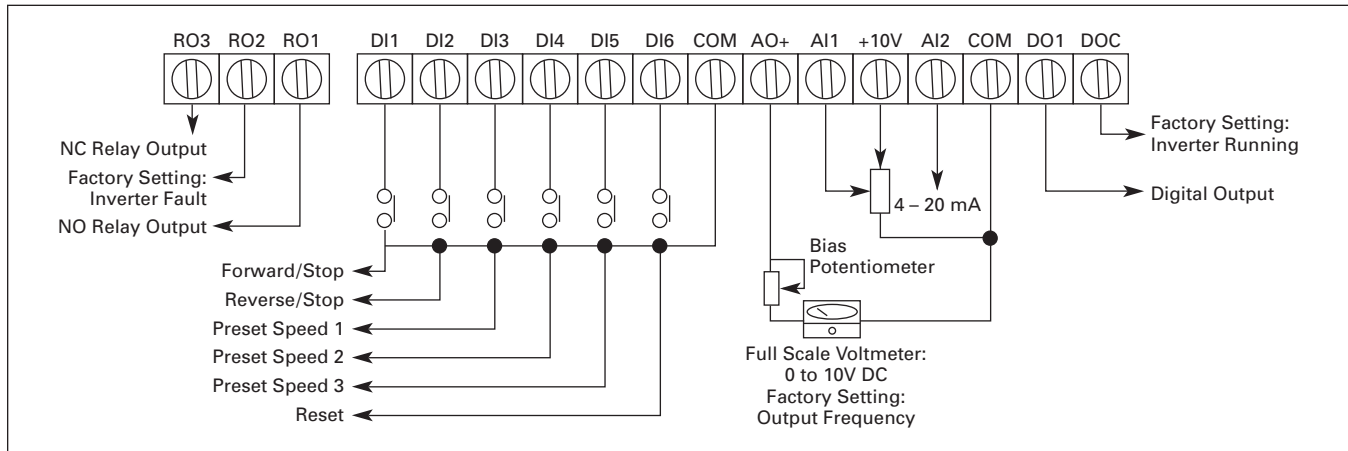 RO3 RO2 RO1 DI1 DI2 DI3 DI4 DI5 DI6 COM AO+ AI1 +10V AI2 COM DO1 DOC
NC Relay Output
Factory Setting:
Inverter Fault
NO Relay Output
Forward/Stop
Reverse/Stop
Preset Speed 1
Preset Speed 2
Preset Speed 3
Reset
4 – 20 mA
Bias
Potentiometer
Full Scale Voltmeter:
0 to 10V DC
Factory Setting:
Output Frequency
Factory Setting:
Inverter Running
Digital Output